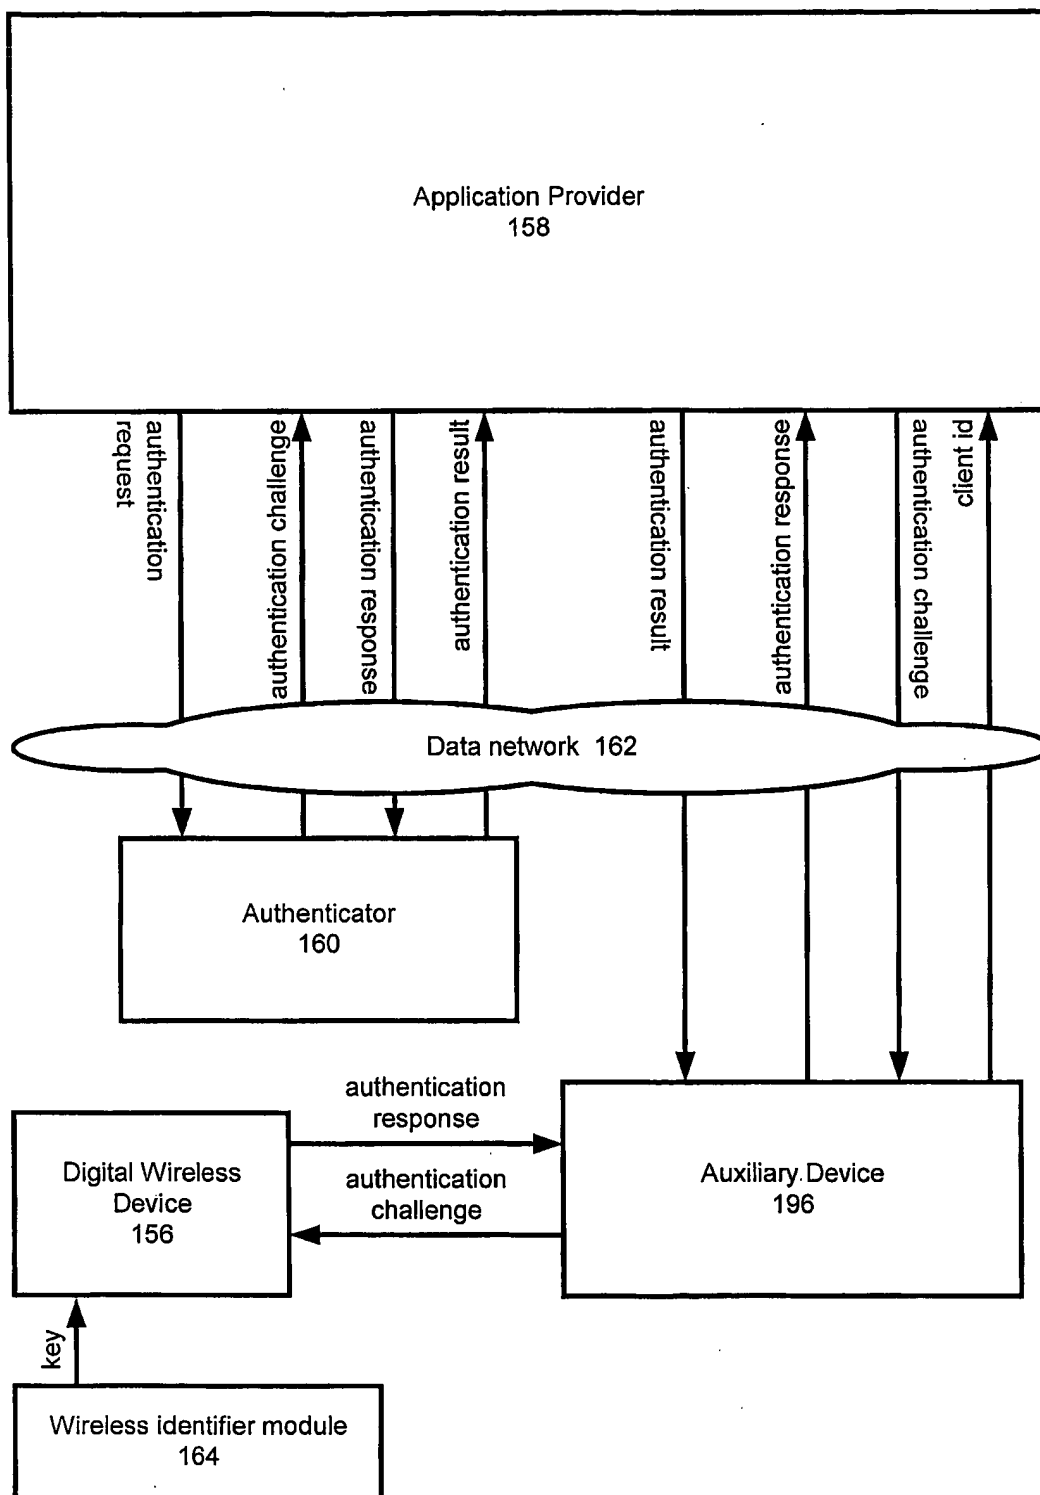 Application Provider
158
authentication
request
authentication challenge
authentication response
authentication result
authentication result
authentication response
authentication challenge
client id
Data network 162
Authenticator
160
authentication
response
authentication
challenge
Digital Wireless
Device
156
Auxiliary Device
196
key
Wireless identifier module
164